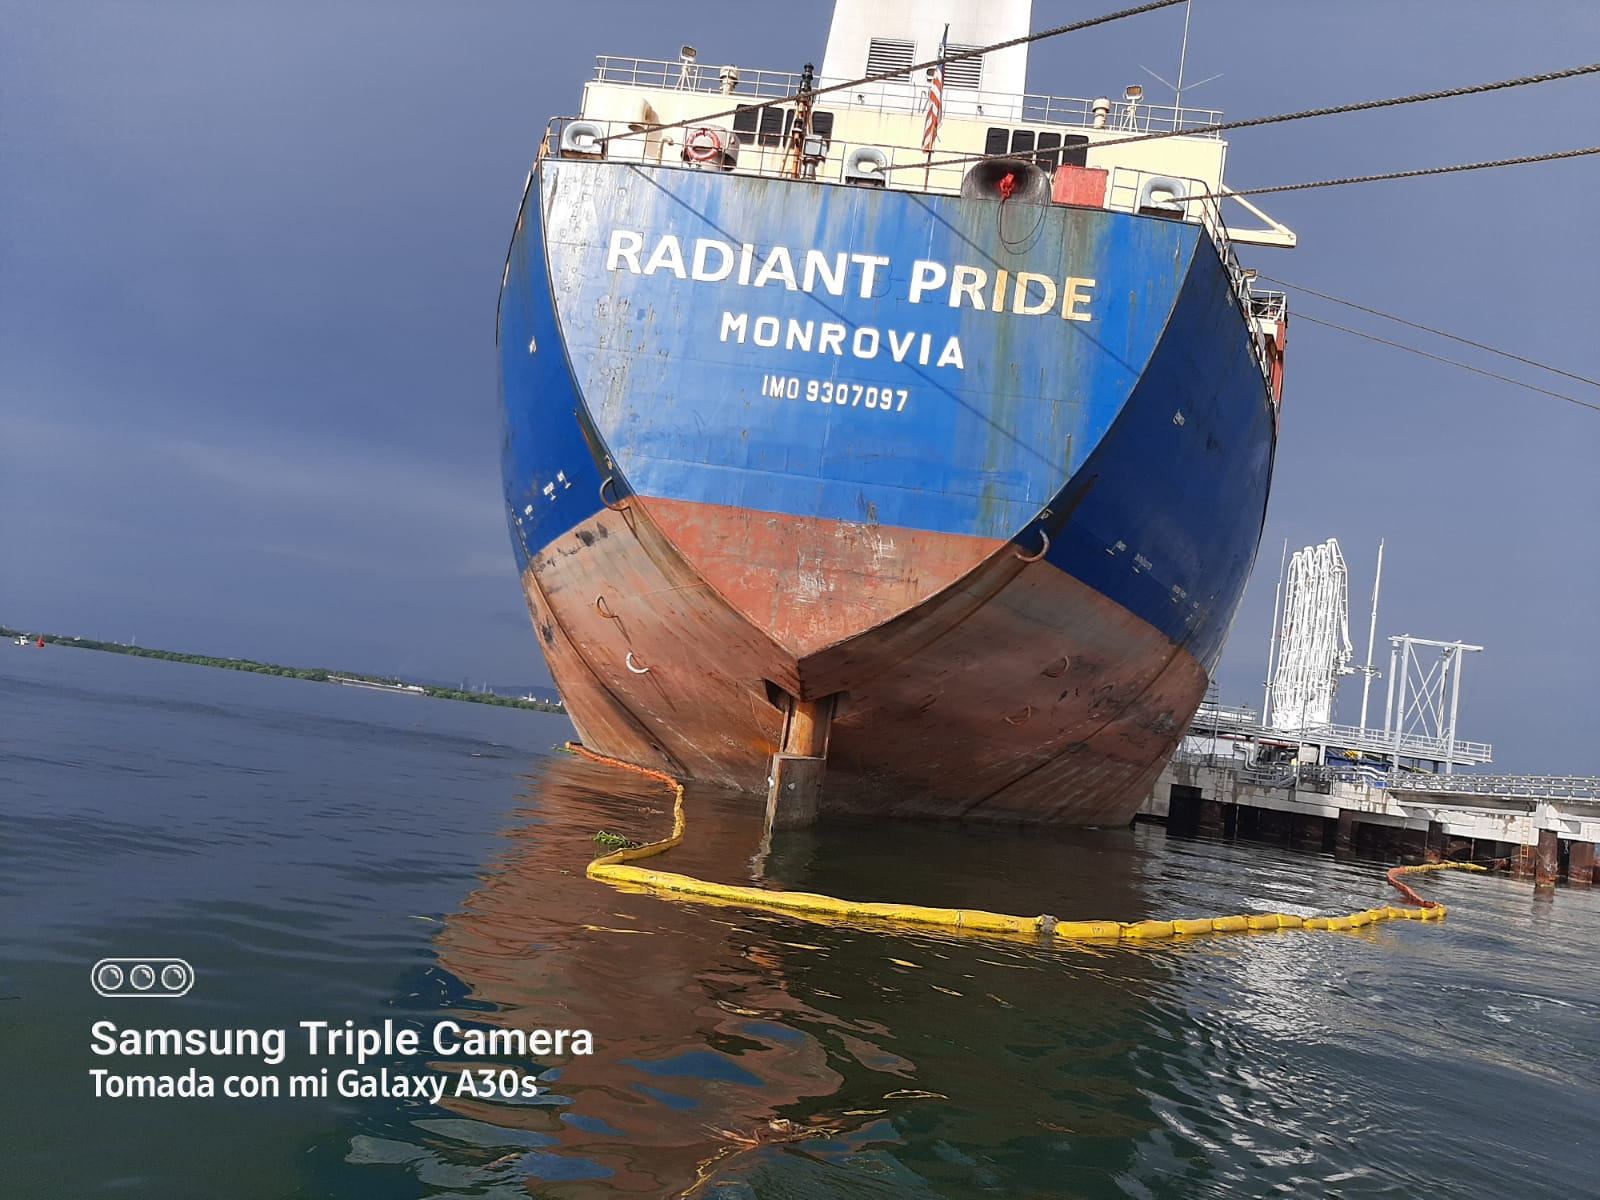 RADIANT PRIDE
MONROVIA
IMO 9307097
Samsung Triple Camera
Tomada con mi Galaxy A30s